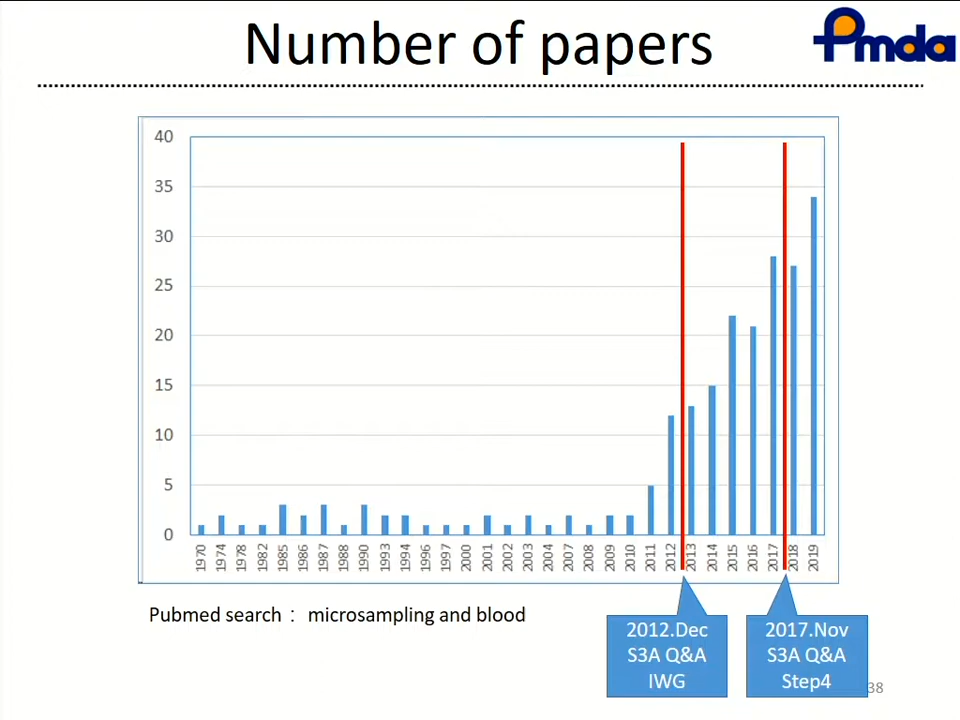 Number of papers
Pmda
40
35
30
25
20
15
10
5
0
1970 1974 1978 1982 1985 1986 1987 1988 1990 1993 1994 1996 1997 2000 2001 2002 2003 2004 2007 2008 2009 2010 2011 2012 2013 2014 2015 2016 2017 2018 2019
Pubmed search： microsampling and blood
2012.Dec
S3A Q&A
IWG
2017.Nov
S3A Q&A
Step4
38